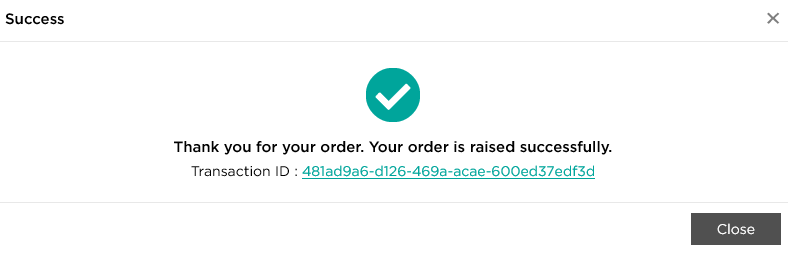 Success
Thank you for your order. Your order is raised successfully.
Transaction ID : 481ad9a6-d126-469a-acae-600ed37edf3d
Close